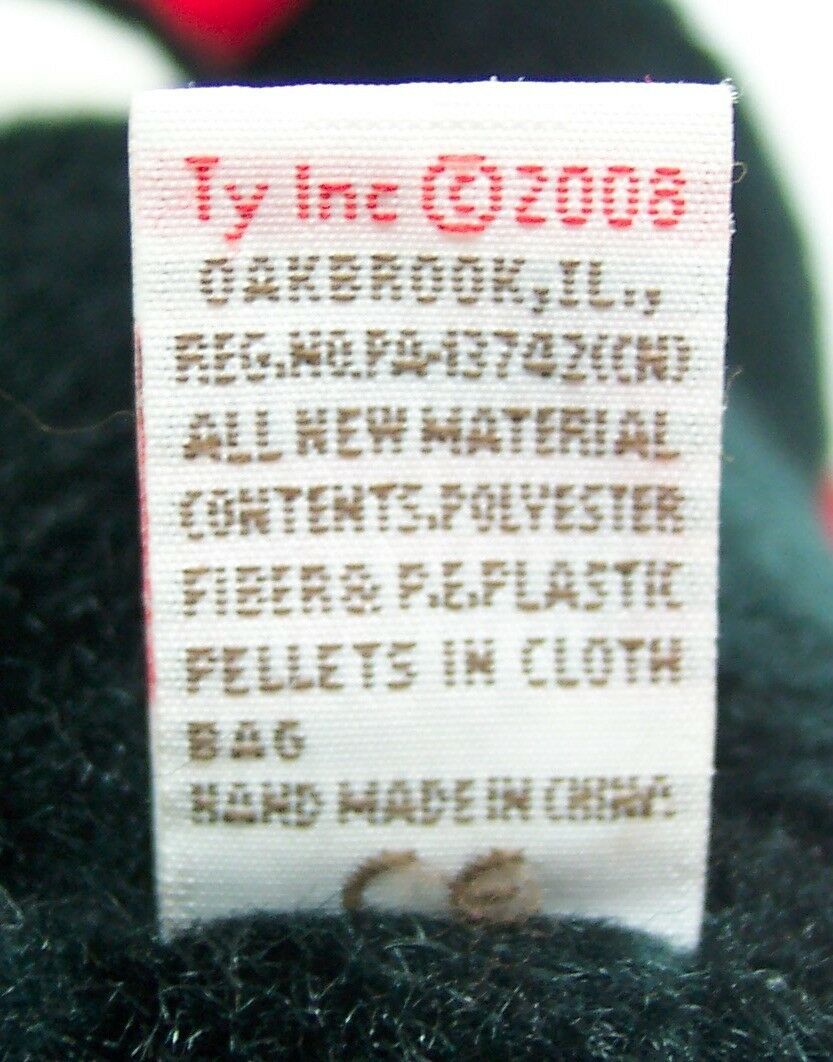 Ty Inc ©2008
OAKBROOK,IL.,
REG.NO.PA-13742(CN)
ALL NEW MATERIAL
CONTENTS.POLYESTER
FIBER & P.E.PLASTIC
PELLETS IN CLOTH
BAG
HAND MADE IN CHINA
CE